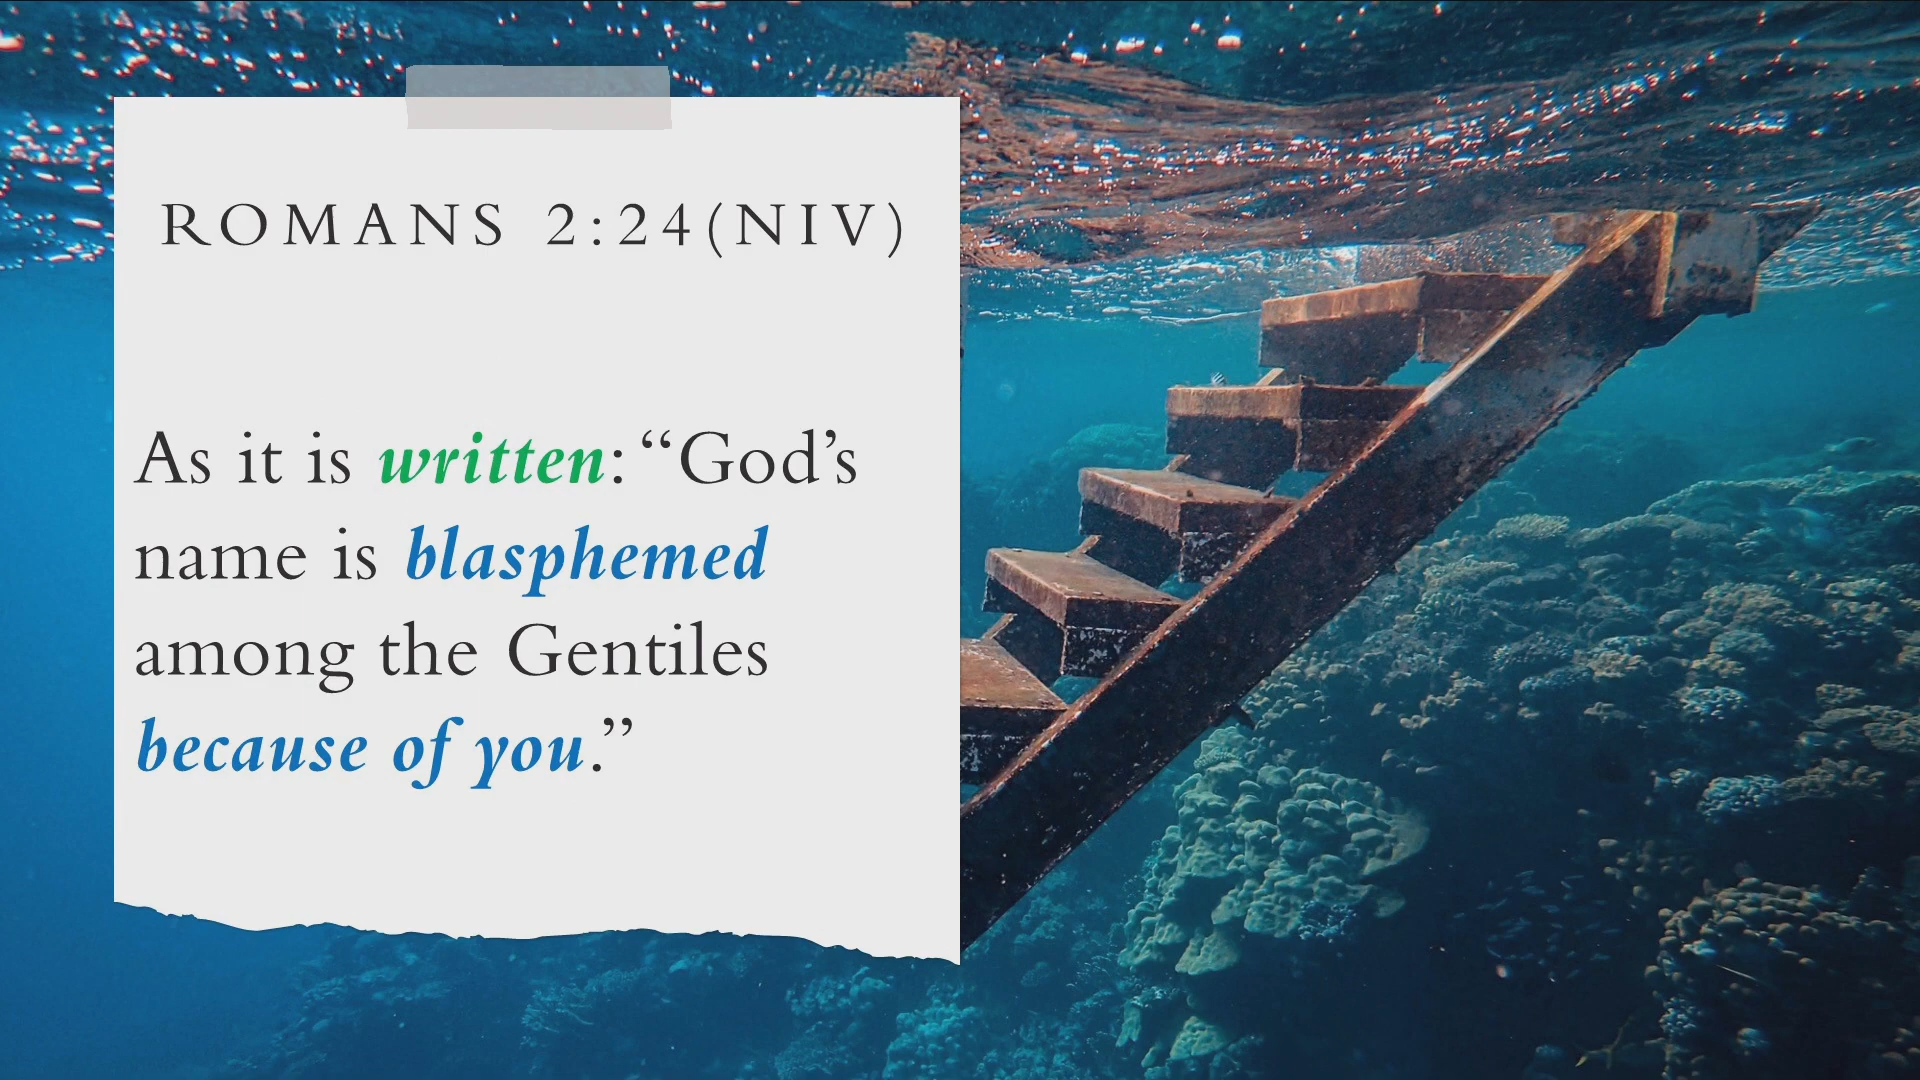 ROMANS 2:24(NIV)
As it is written: “God’s
name is blasphemed
among the Gentiles
because of you.”